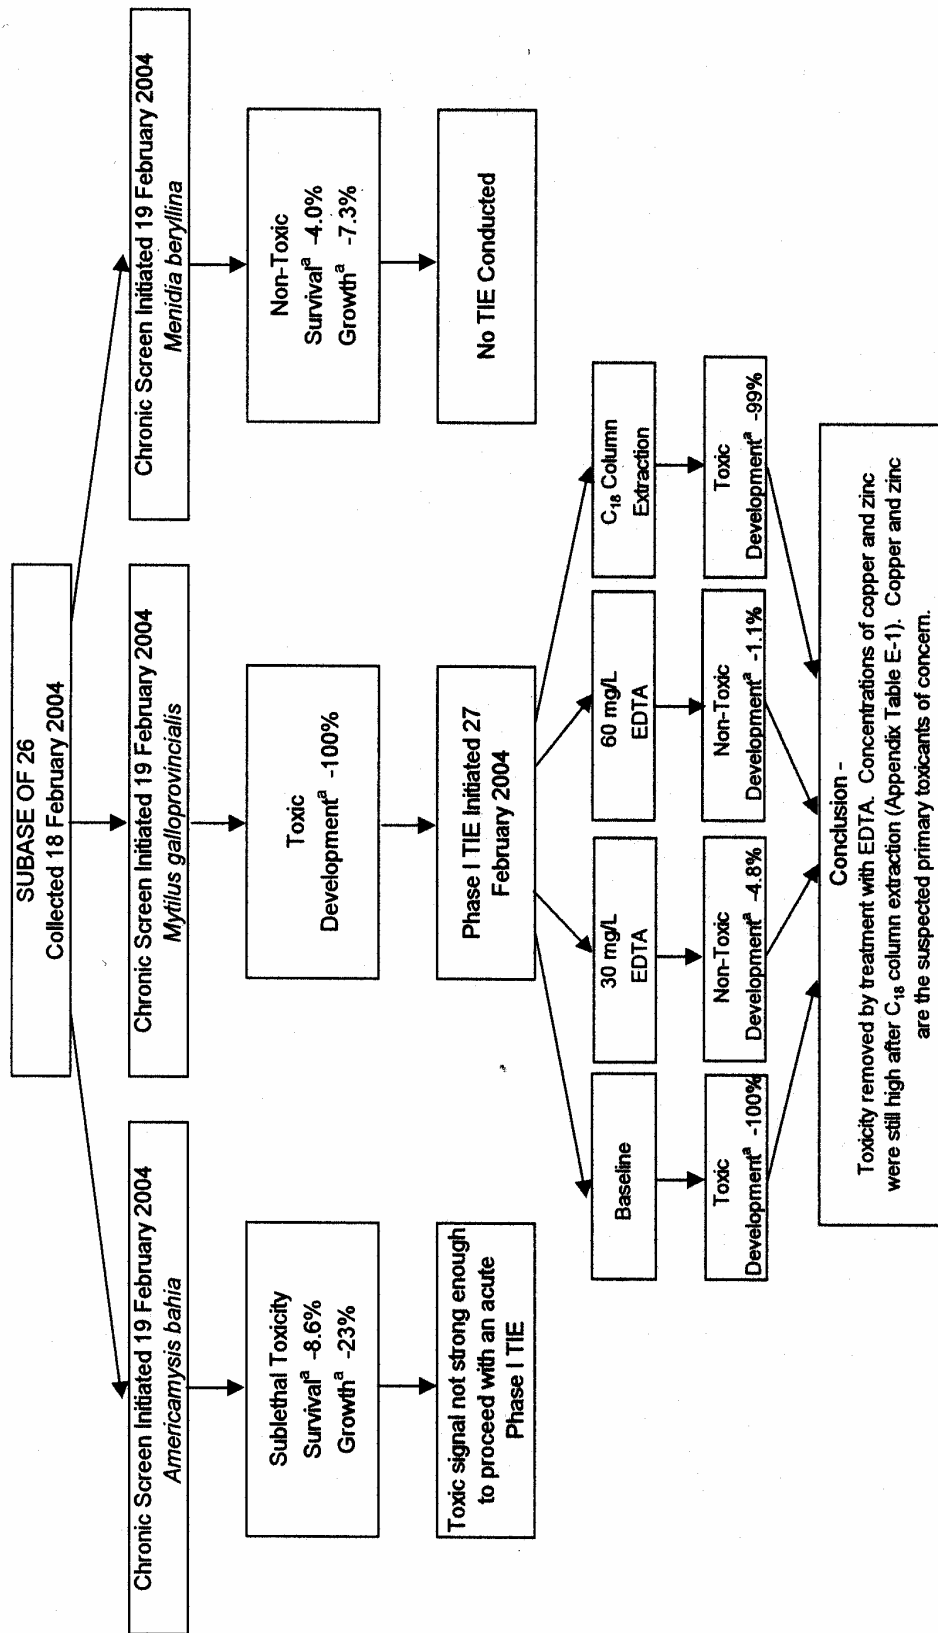 SUBASE OF 26
Collected 18 February 2004
Chronic Screen Initiated 19 February 2004
Americamysis bahia
Chronic Screen Initiated 19 February 2004
Mytilus galloprovincialis
Chronic Screen Initiated 19 February 2004
Menidia beryllina
Sublethal Toxicity
Survivalᵃ -8.6%
Growthᵃ -23%
Toxic
Developmentᵃ -100%
Non-Toxic
Survivalᵃ -4.0%
Growthᵃ -7.3%
Toxic signal not strong enough
to proceed with an acute
Phase I TIE
Phase I TIE Initiated 27
February 2004
No TIE Conducted
Baseline
30 mg/L
EDTA
60 mg/L
EDTA
C₁₈ Column
Extraction
Toxic
Developmentᵃ -100%
Non-Toxic
Developmentᵃ -4.8%
Non-Toxic
Developmentᵃ -1.1%
Toxic
Developmentᵃ -99%
Conclusion -
Toxicity removed by treatment with EDTA. Concentrations of copper and zinc
were still high after C₁₈ column extraction (Appendix Table E-1). Copper and zinc
are the suspected primary toxicants of concern.